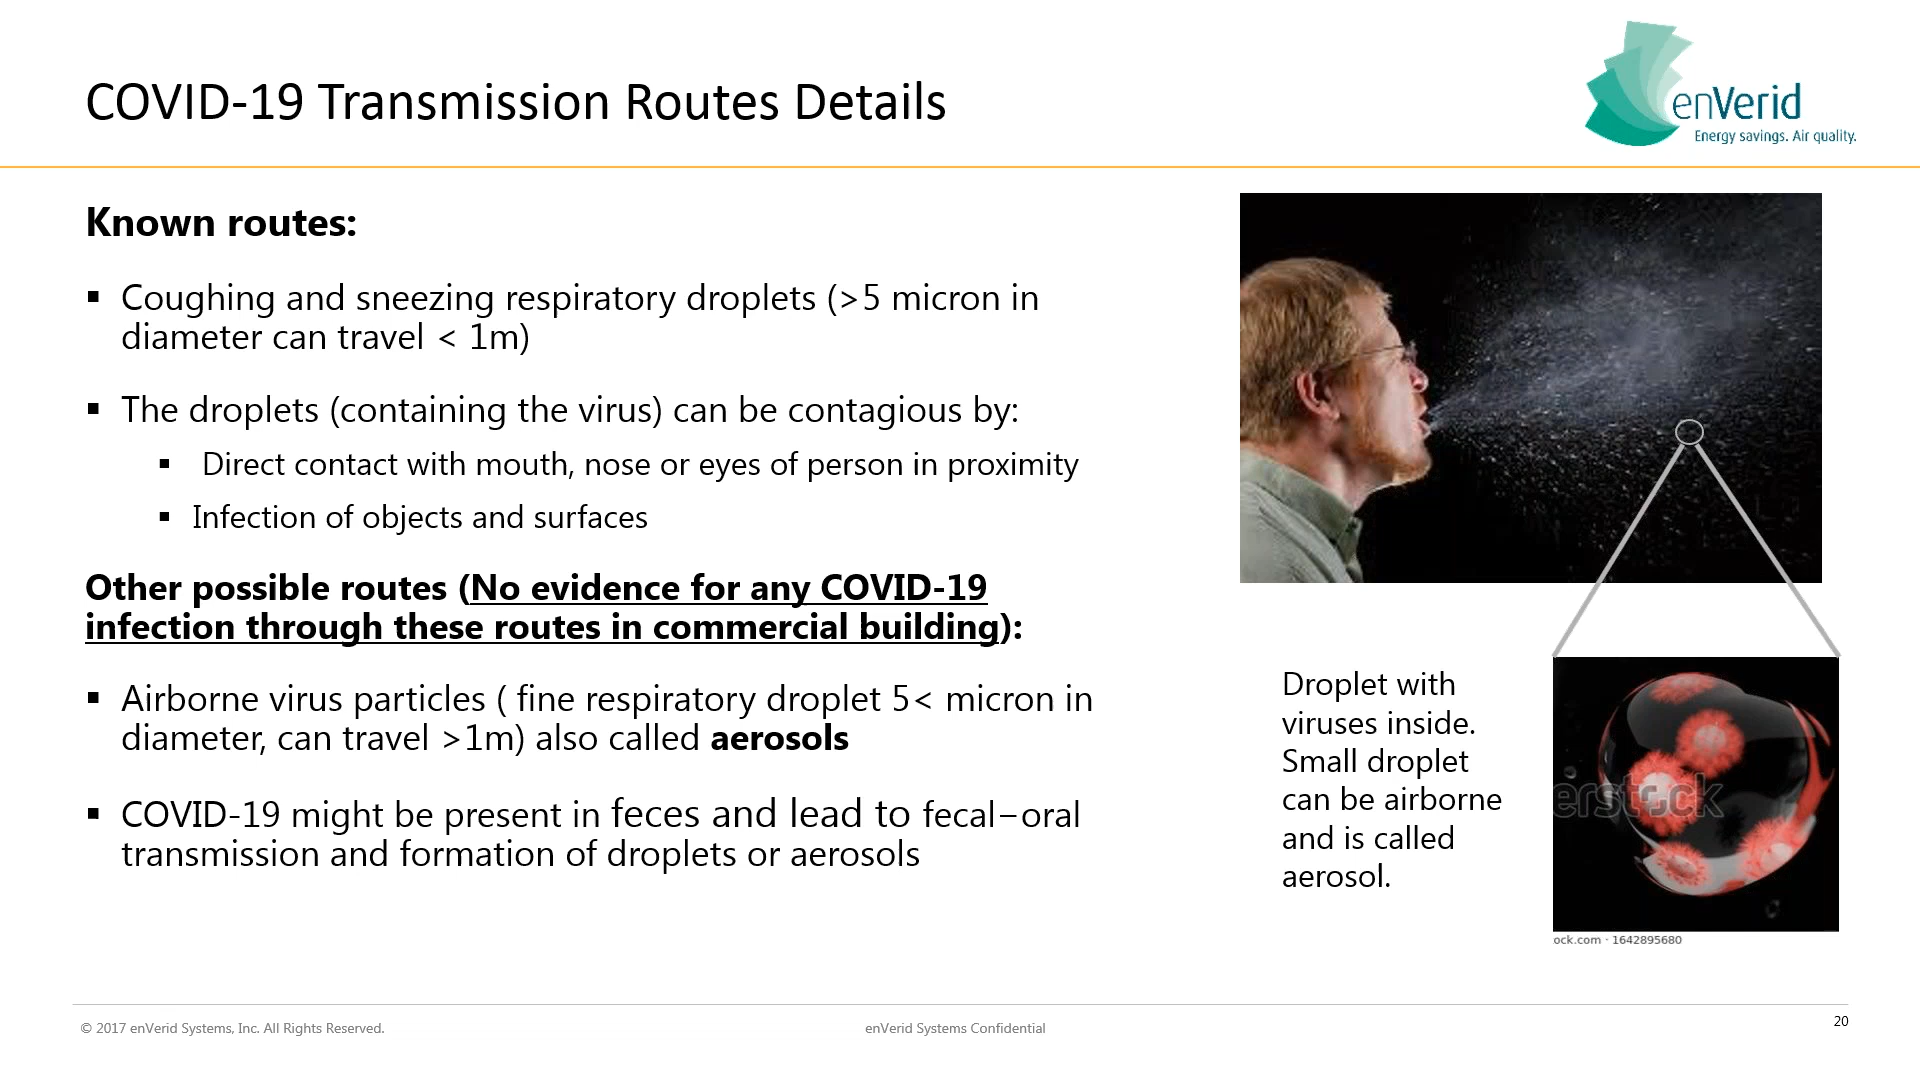 COVID-19 Transmission Routes Details
enVerid
Energy savings. Air quality.
Known routes:
▪ Coughing and sneezing respiratory droplets (>5 micron in
diameter can travel < 1m)
▪ The droplets (containing the virus) can be contagious by:
▪ Direct contact with mouth, nose or eyes of person in proximity
▪ Infection of objects and surfaces
Other possible routes (No evidence for any COVID-19
infection through these routes in commercial building):
▪ Airborne virus particles ( fine respiratory droplet 5< micron in
diameter, can travel >1m) also called aerosols
▪ COVID-19 might be present in feces and lead to fecal–oral
transmission and formation of droplets or aerosols
Droplet with
viruses inside.
Small droplet
can be airborne
and is called
aerosol.
erstock
ock.com · 1642895680
© 2017 enVerid Systems, Inc. All Rights Reserved.
enVerid Systems Confidential
20